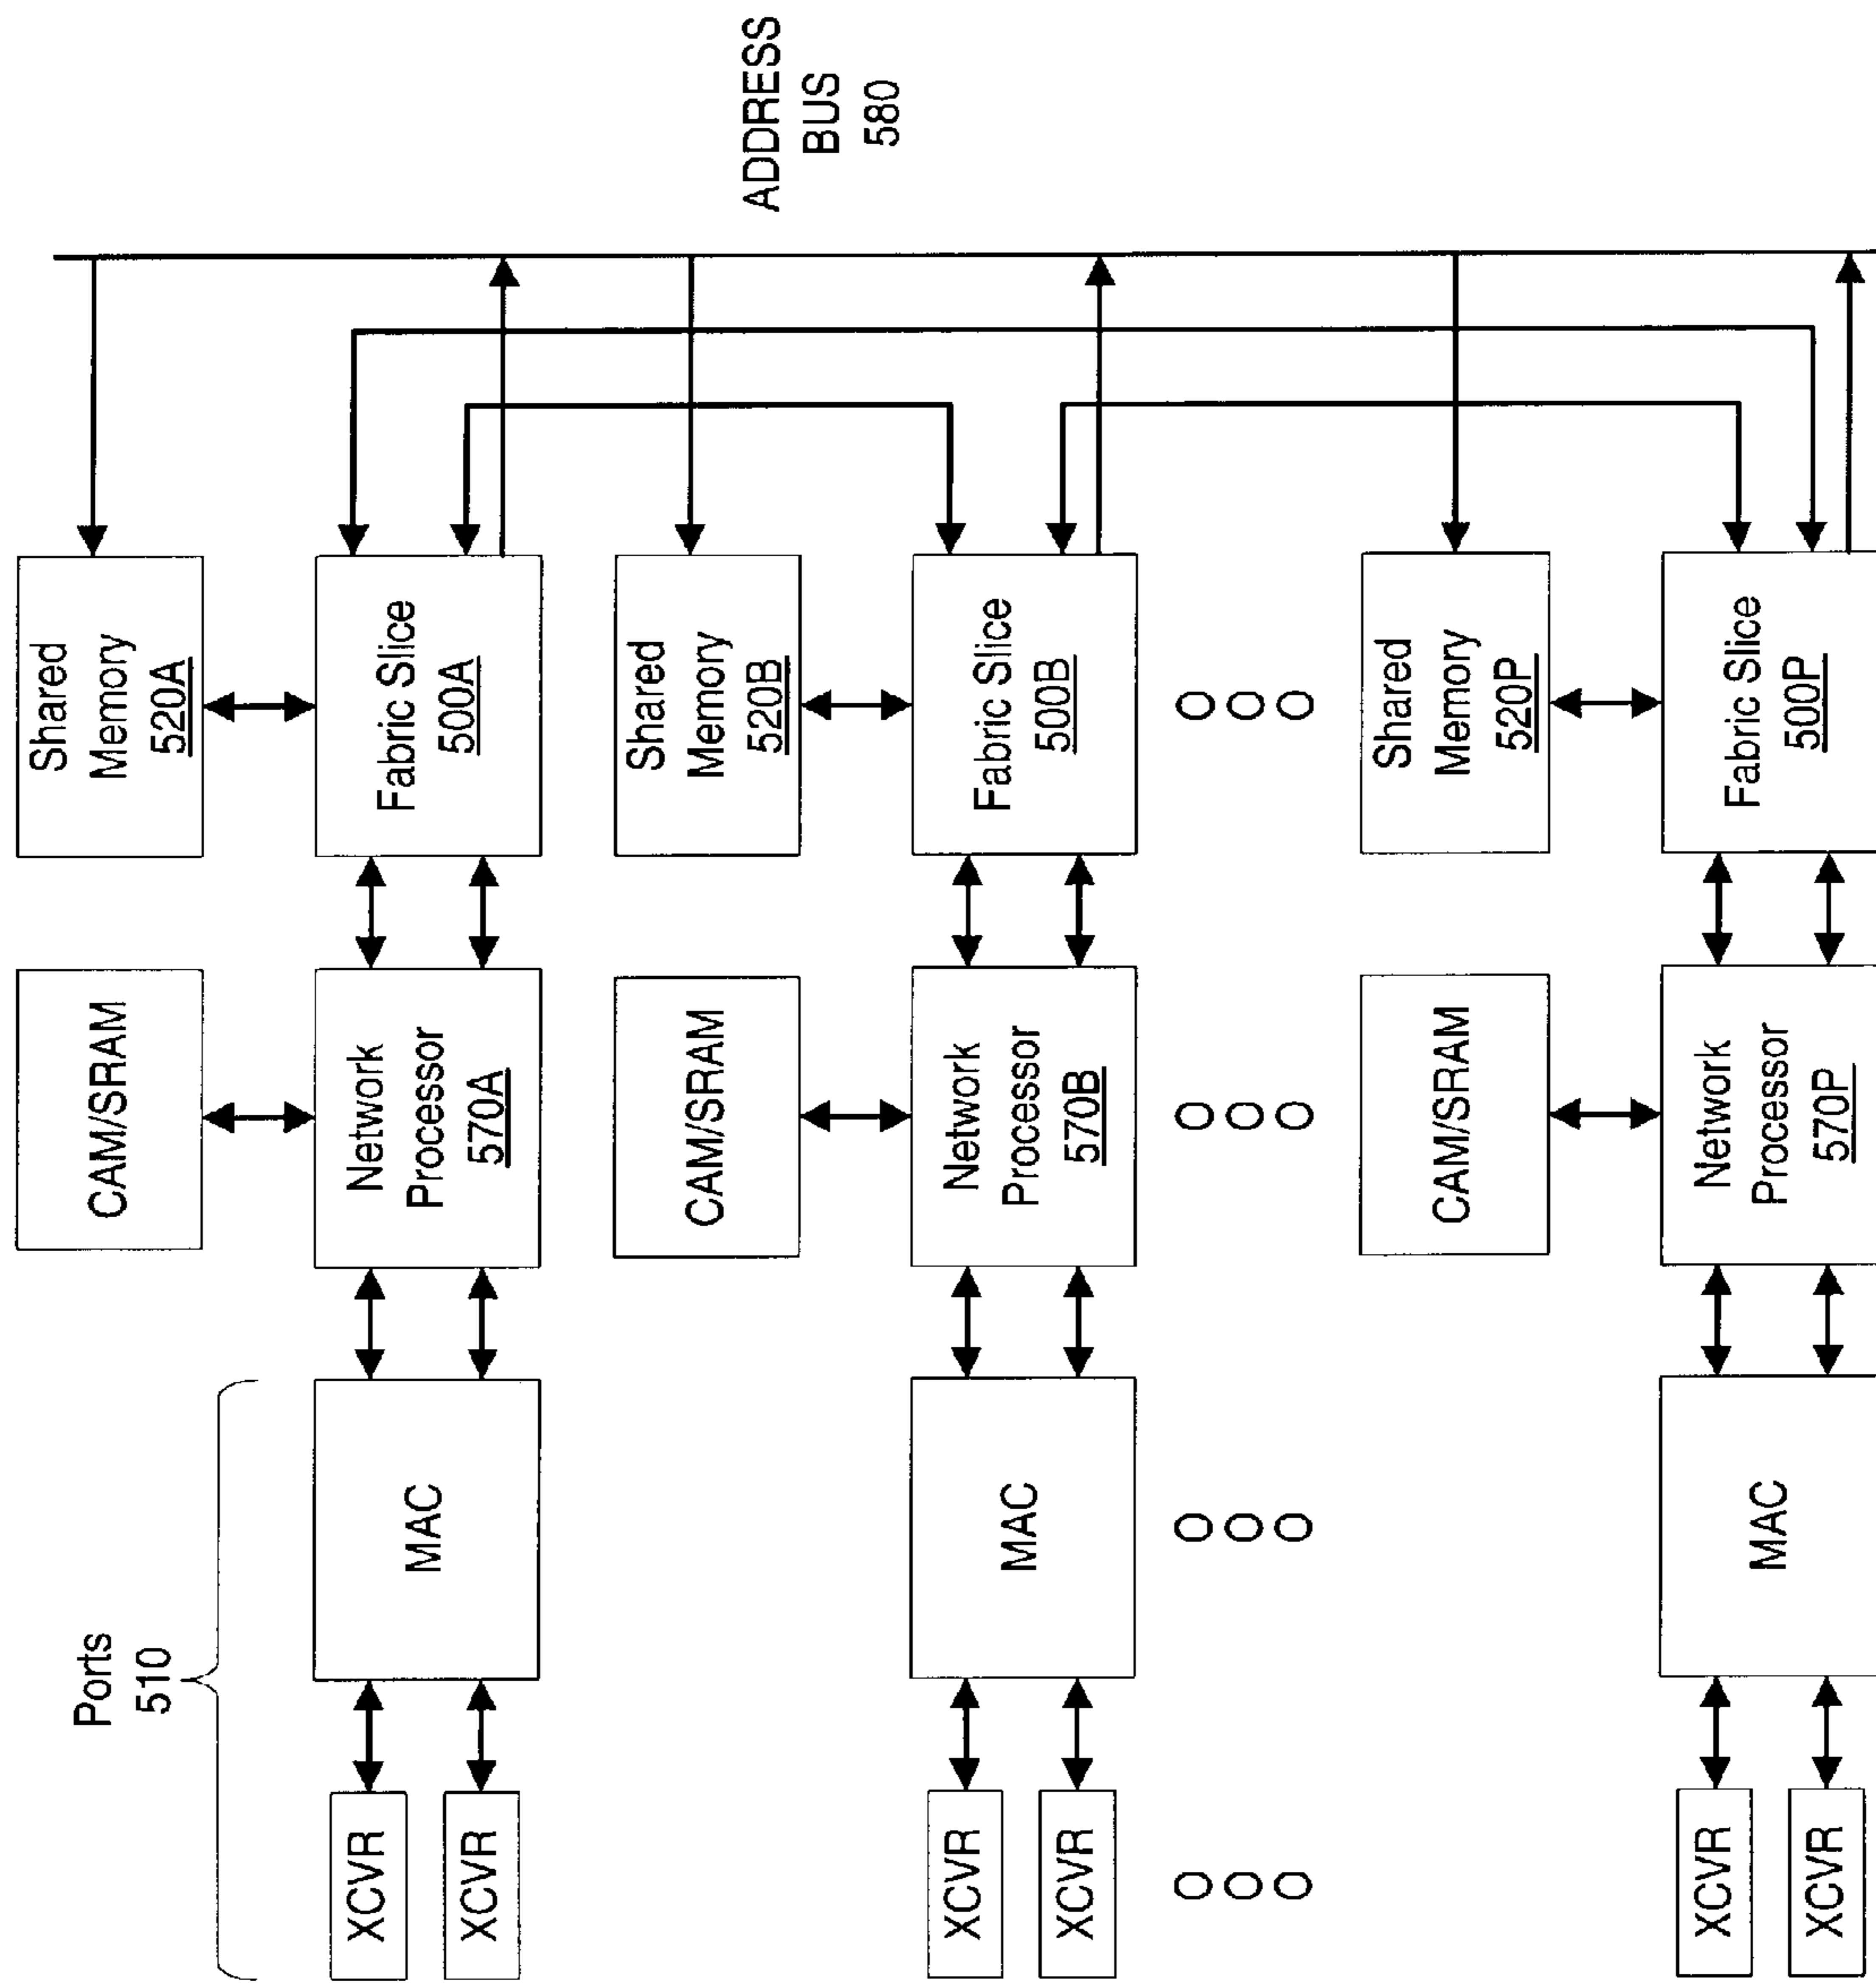 Ports
510
CAM/SRAM
Shared
Memory
520A
XCVR
XCVR
MAC
Network
Processor
570A
Fabric Slice
500A
CAM/SRAM
Shared
Memory
520B
ADDRESS
BUS
580
XCVR
XCVR
MAC
Network
Processor
570B
Fabric Slice
500B
CAM/SRAM
Shared
Memory
520P
XCVR
XCVR
MAC
Network
Processor
570P
Fabric Slice
500P